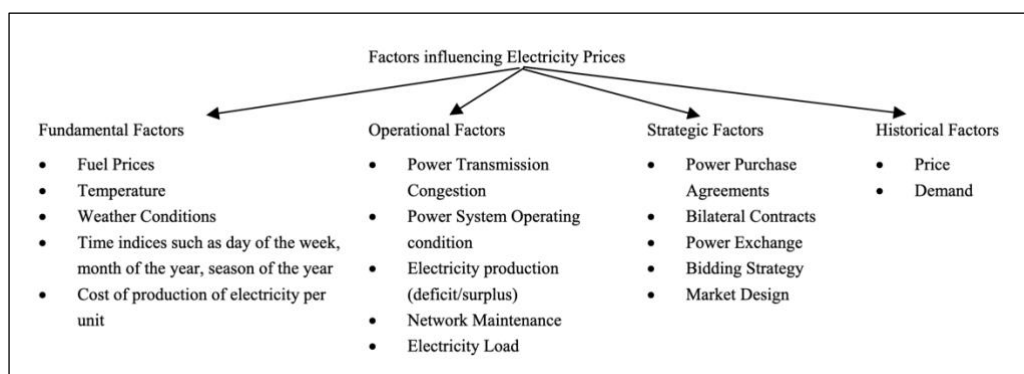 Factors influencing Electricity Prices
Fundamental Factors
• Fuel Prices
• Temperature
• Weather Conditions
• Time indices such as day of the week,
month of the year, season of the year
• Cost of production of electricity per
unit
Operational Factors
• Power Transmission
Congestion
• Power System Operating
condition
• Electricity production
(deficit/surplus)
• Network Maintenance
• Electricity Load
Strategic Factors
• Power Purchase
Agreements
• Bilateral Contracts
• Power Exchange
• Bidding Strategy
• Market Design
Historical Factors
• Price
• Demand